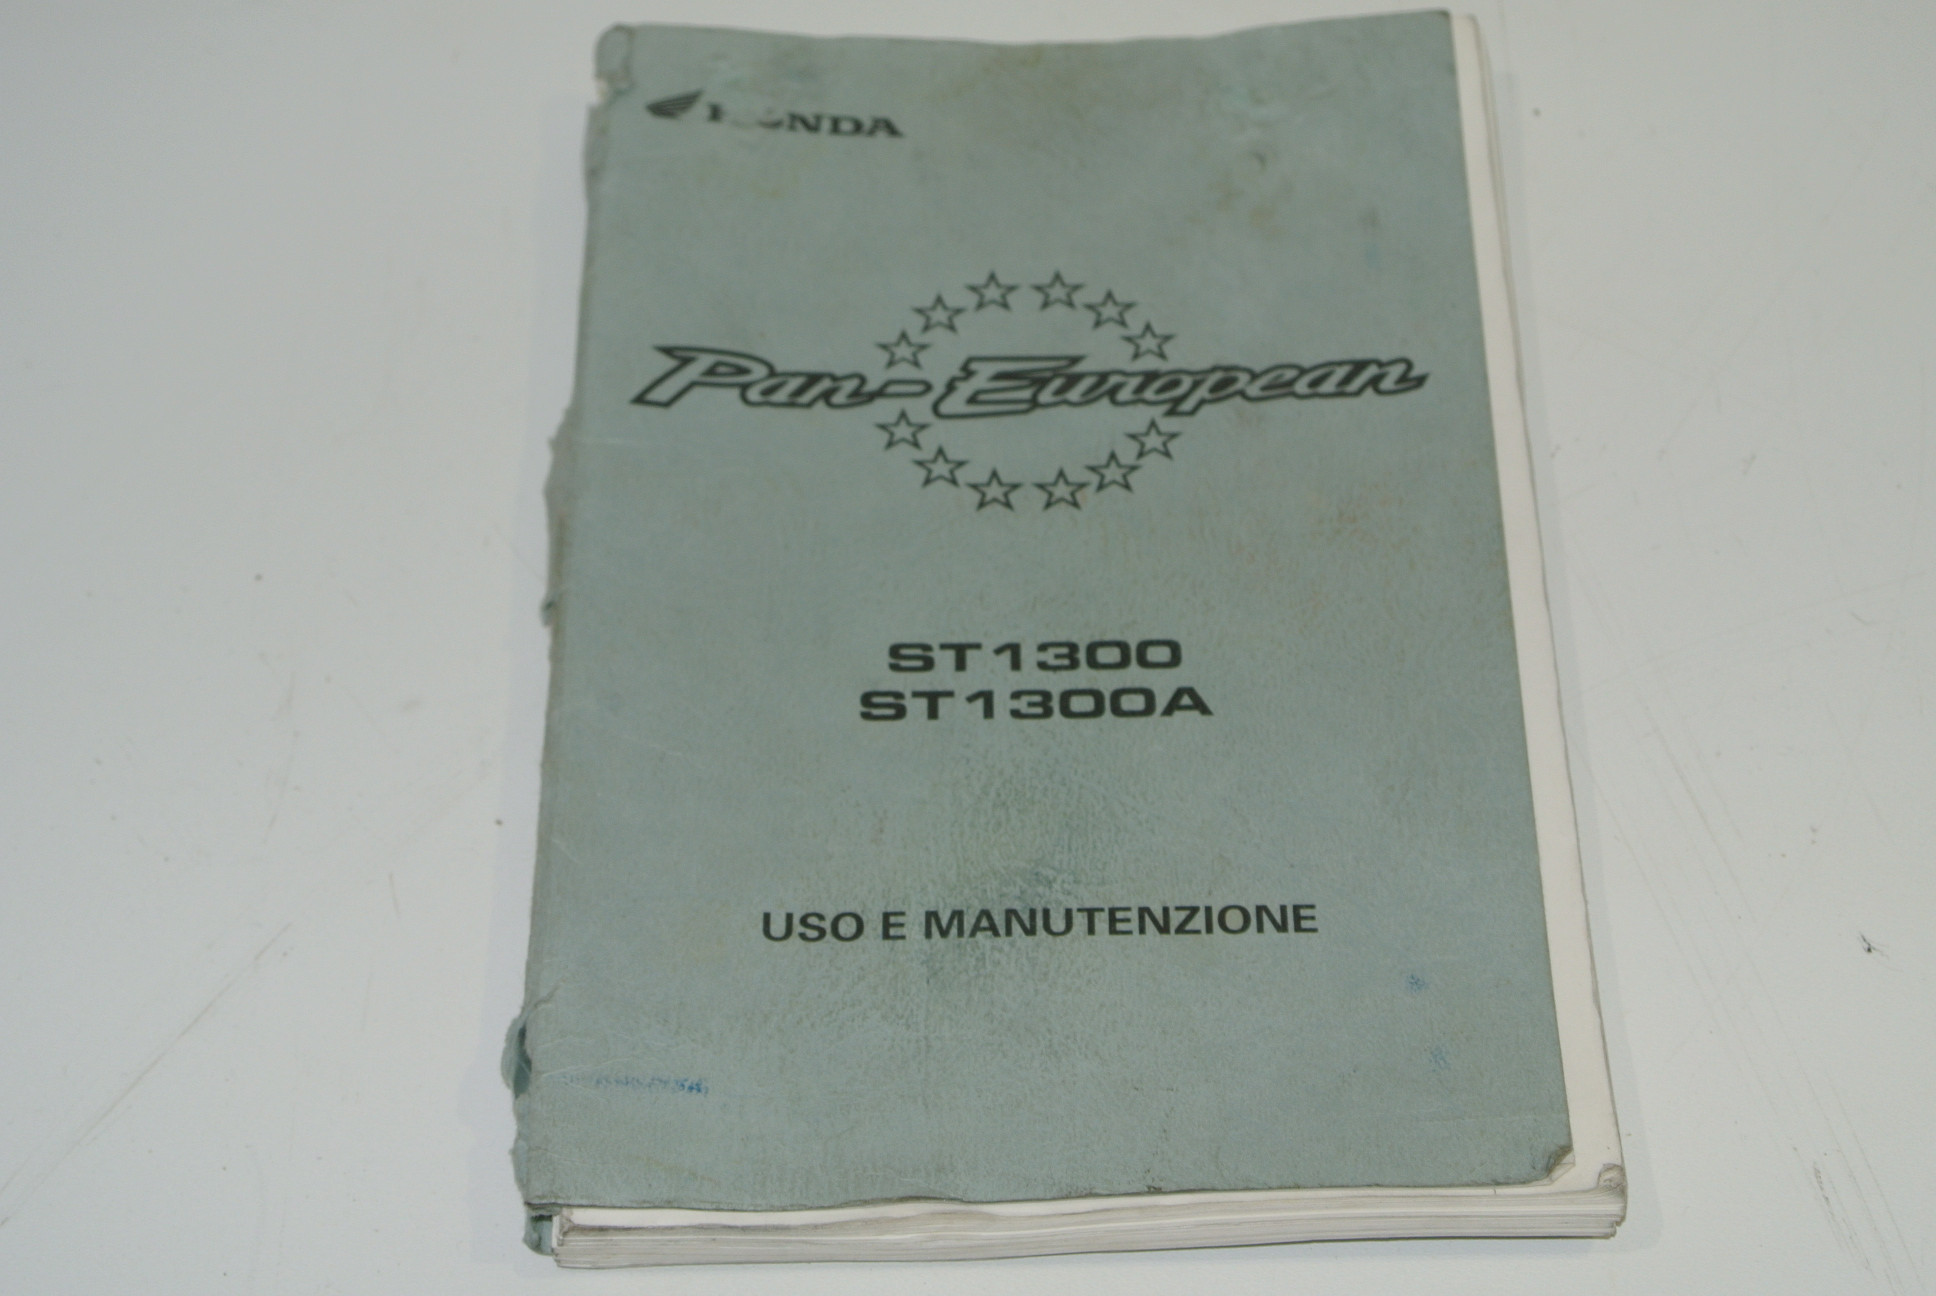 HONDA
Pan-European
ST1300
ST1300A
USO E MANUTENZIONE